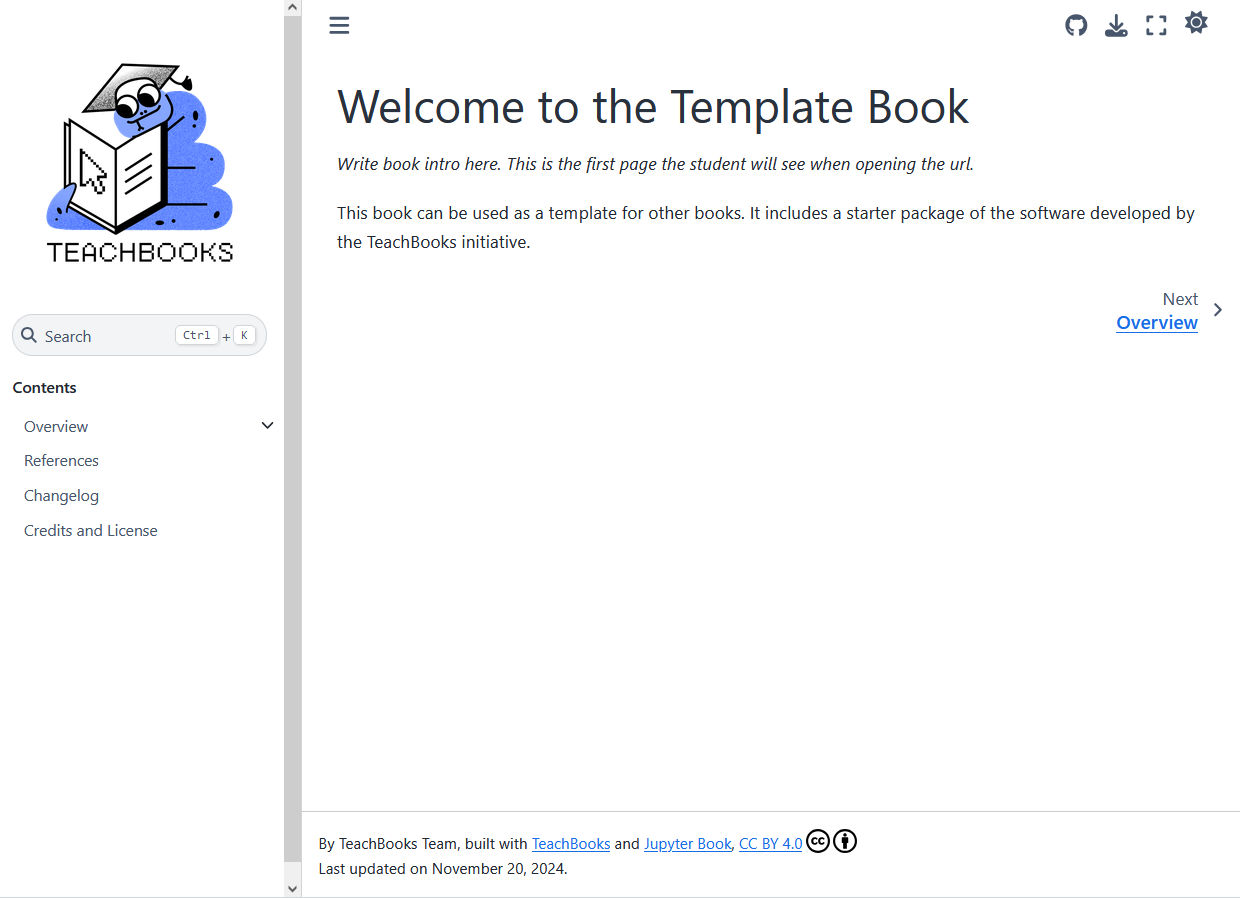 TEACHBOOKS
Search Ctrl + K
Contents
Overview
References
Changelog
Credits and License
Welcome to the Template Book
Write book intro here. This is the first page the student will see when opening the url.
This book can be used as a template for other books. It includes a starter package of the software developed by
the TeachBooks initiative.
Next
Overview
By TeachBooks Team, built with TeachBooks and Jupyter Book, CC BY 4.0 cc
Last updated on November 20, 2024.